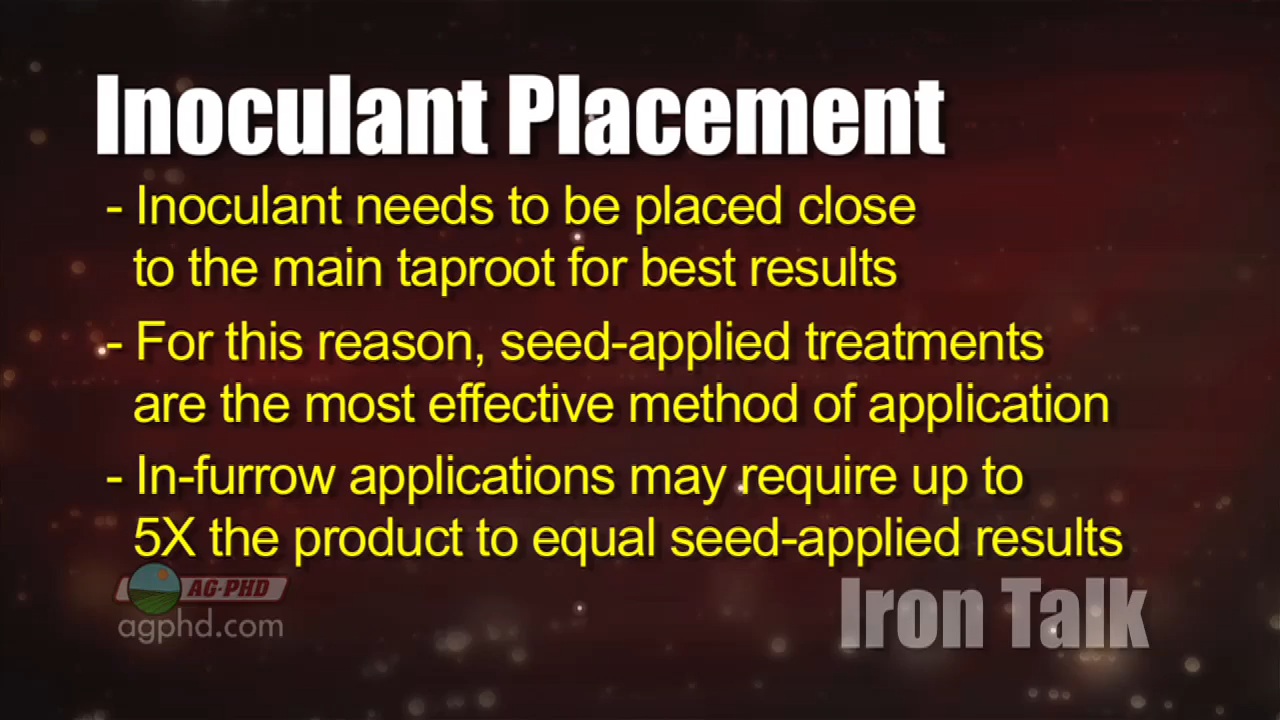 Inoculant Placement
- Inoculant needs to be placed close
to the main taproot for best results
- For this reason, seed-applied treatments
are the most effective method of application
- In-furrow applications may require up to
5X the product to equal seed-applied results
AG·PHD
agphd.com
Iron Talk